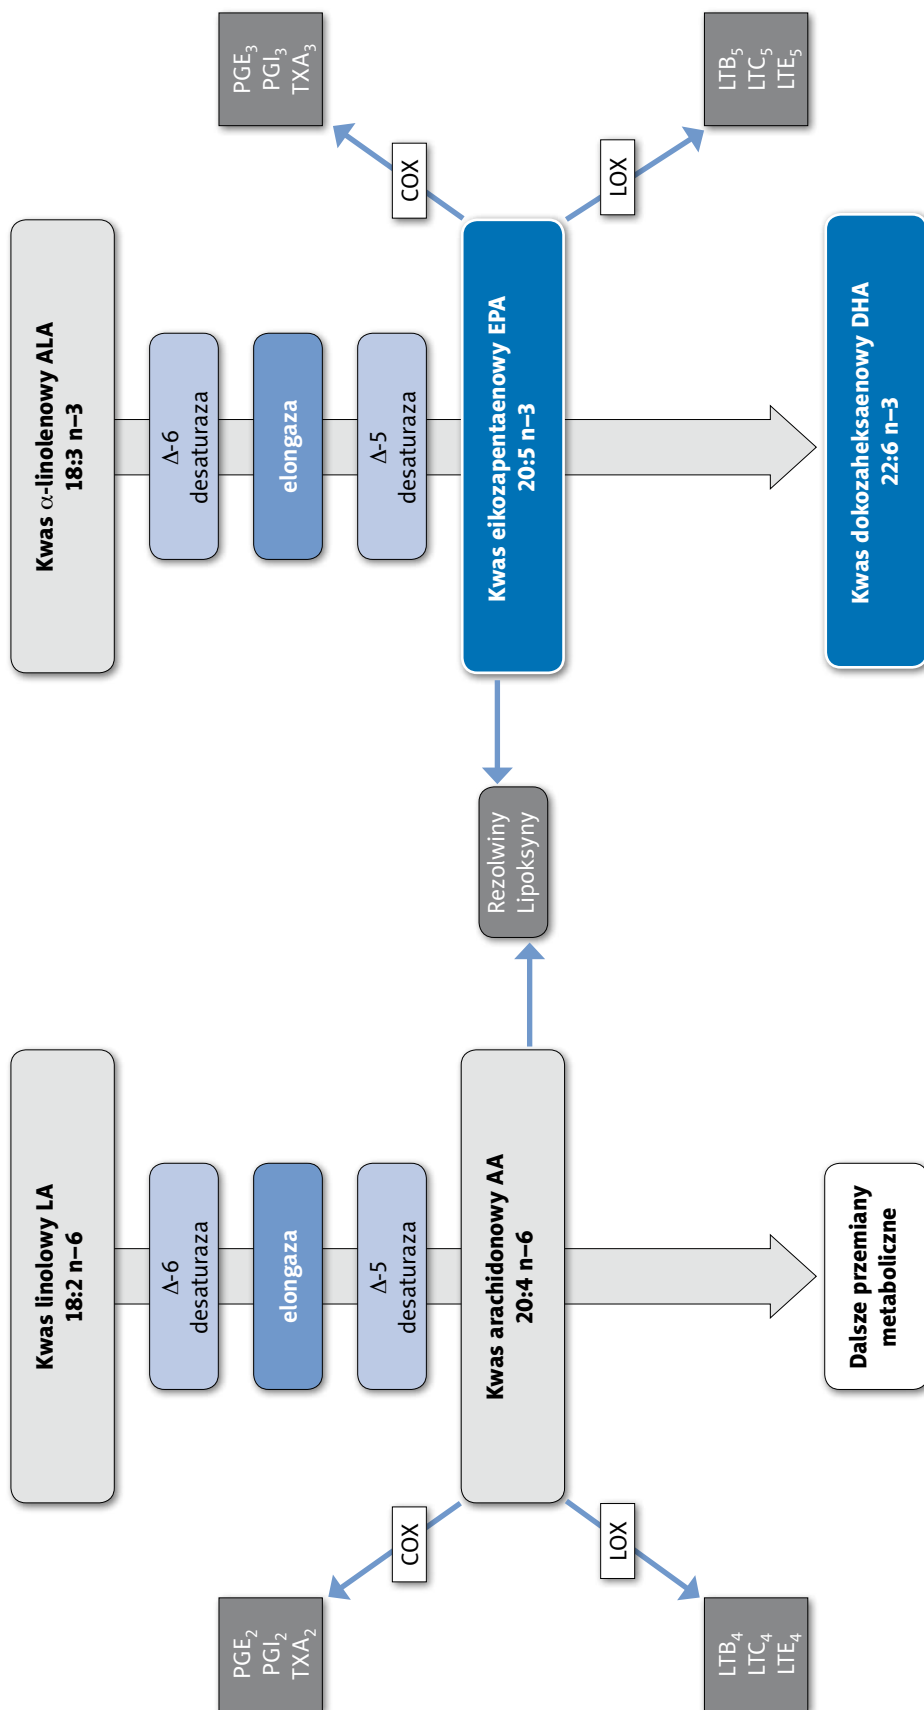 Kwas linolowy LA
18:2 n–6
Kwas α-linolenowy ALA
18:3 n–3
Δ-6
desaturaza
Δ-6
desaturaza
PGE2
PGI2
TXA2
elongaza
elongaza
PGE3
PGI3
TXA3
COX
Δ-5
desaturaza
Δ-5
desaturaza
COX
Kwas arachidonowy AA
20:4 n–6
Rezolwiny
Lipoksyny
Kwas eikozapentaenowy EPA
20:5 n–3
LOX
LOX
LTB4
LTC4
LTE4
LTB5
LTC5
LTE5
Dalsze przemiany
metaboliczne
Kwas dokozaheksaenowy DHA
22:6 n–3